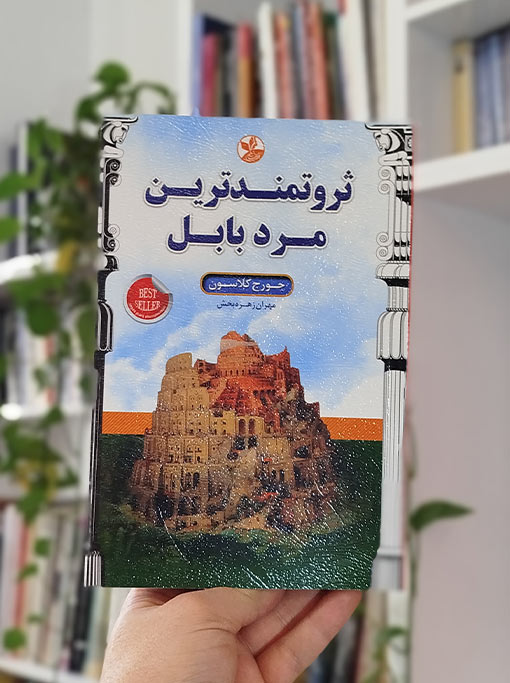 ثروتمندترین
مرد بابل
جورج کلاسون
مهران زهره‌بخش
BEST
SELLER